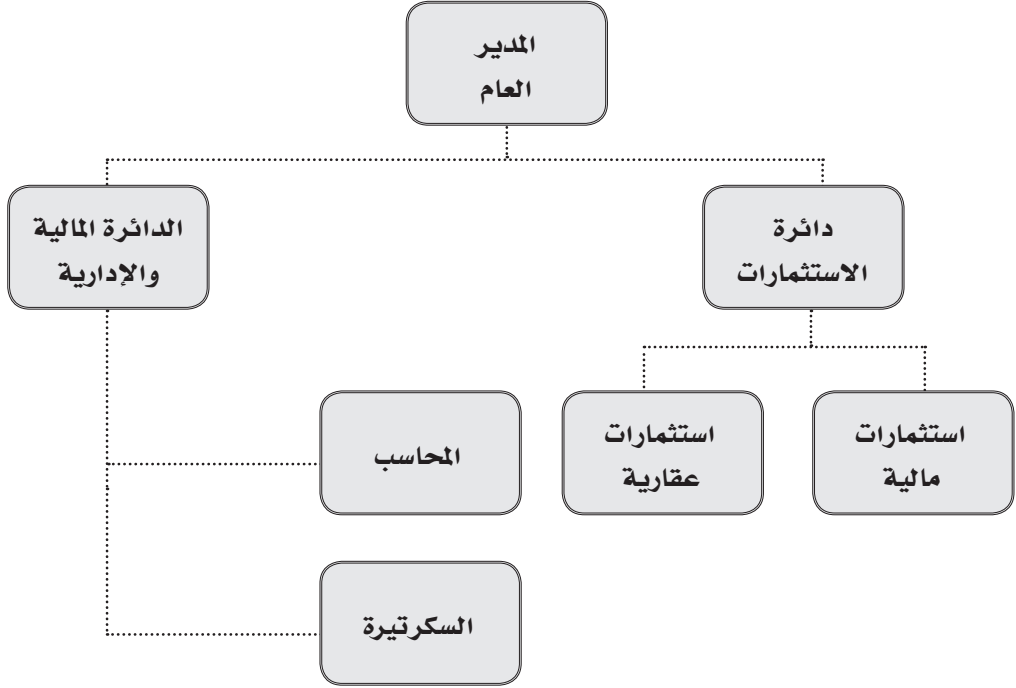 المدير
العام
دائرة
الاستثمارات
الدائرة المالية
والإدارية
استثمارات
مالية
استثمارات
عقارية
المحاسب
السكرتيرة